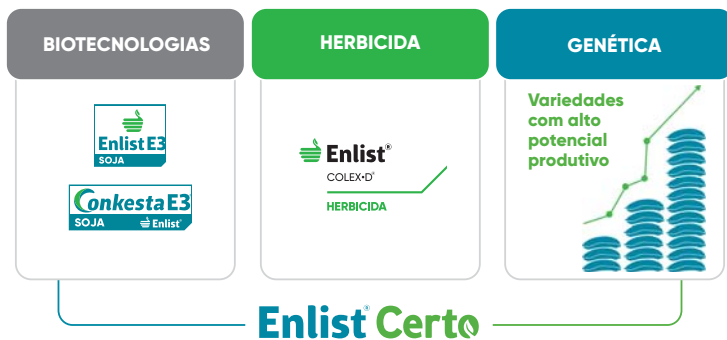 BIOTECNOLOGIAS
Enlist E3
SOJA
Conkesta E3
SOJA Enlist®
HERBICIDA
Enlist®
COLEX•D®
HERBICIDA
GENÉTICA
Variedades
com alto
potencial
produtivo
Enlist® Certo